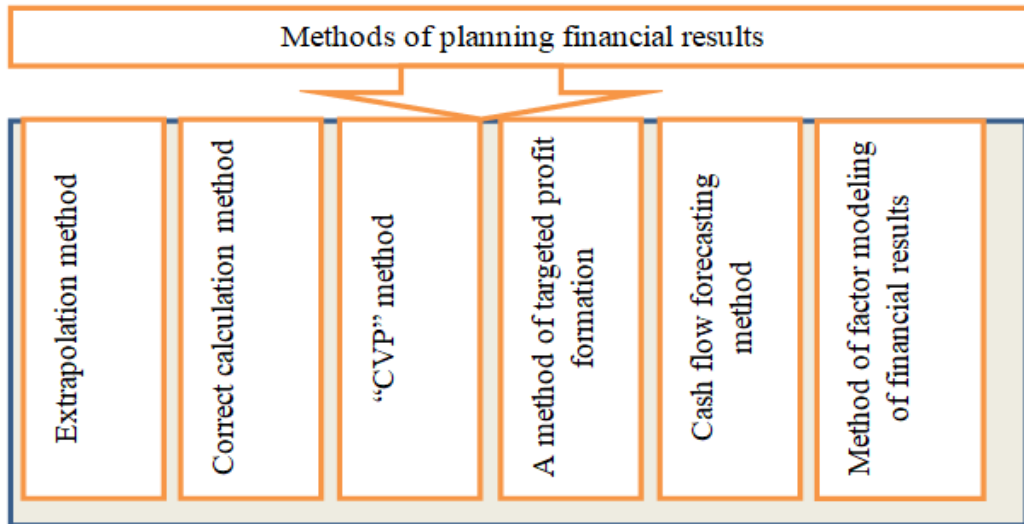 Methods of planning financial results
Extrapolation method
Correct calculation method
“CVP” method
A method of targeted profit
formation
Cash flow forecasting
method
Method of factor modeling
of financial results